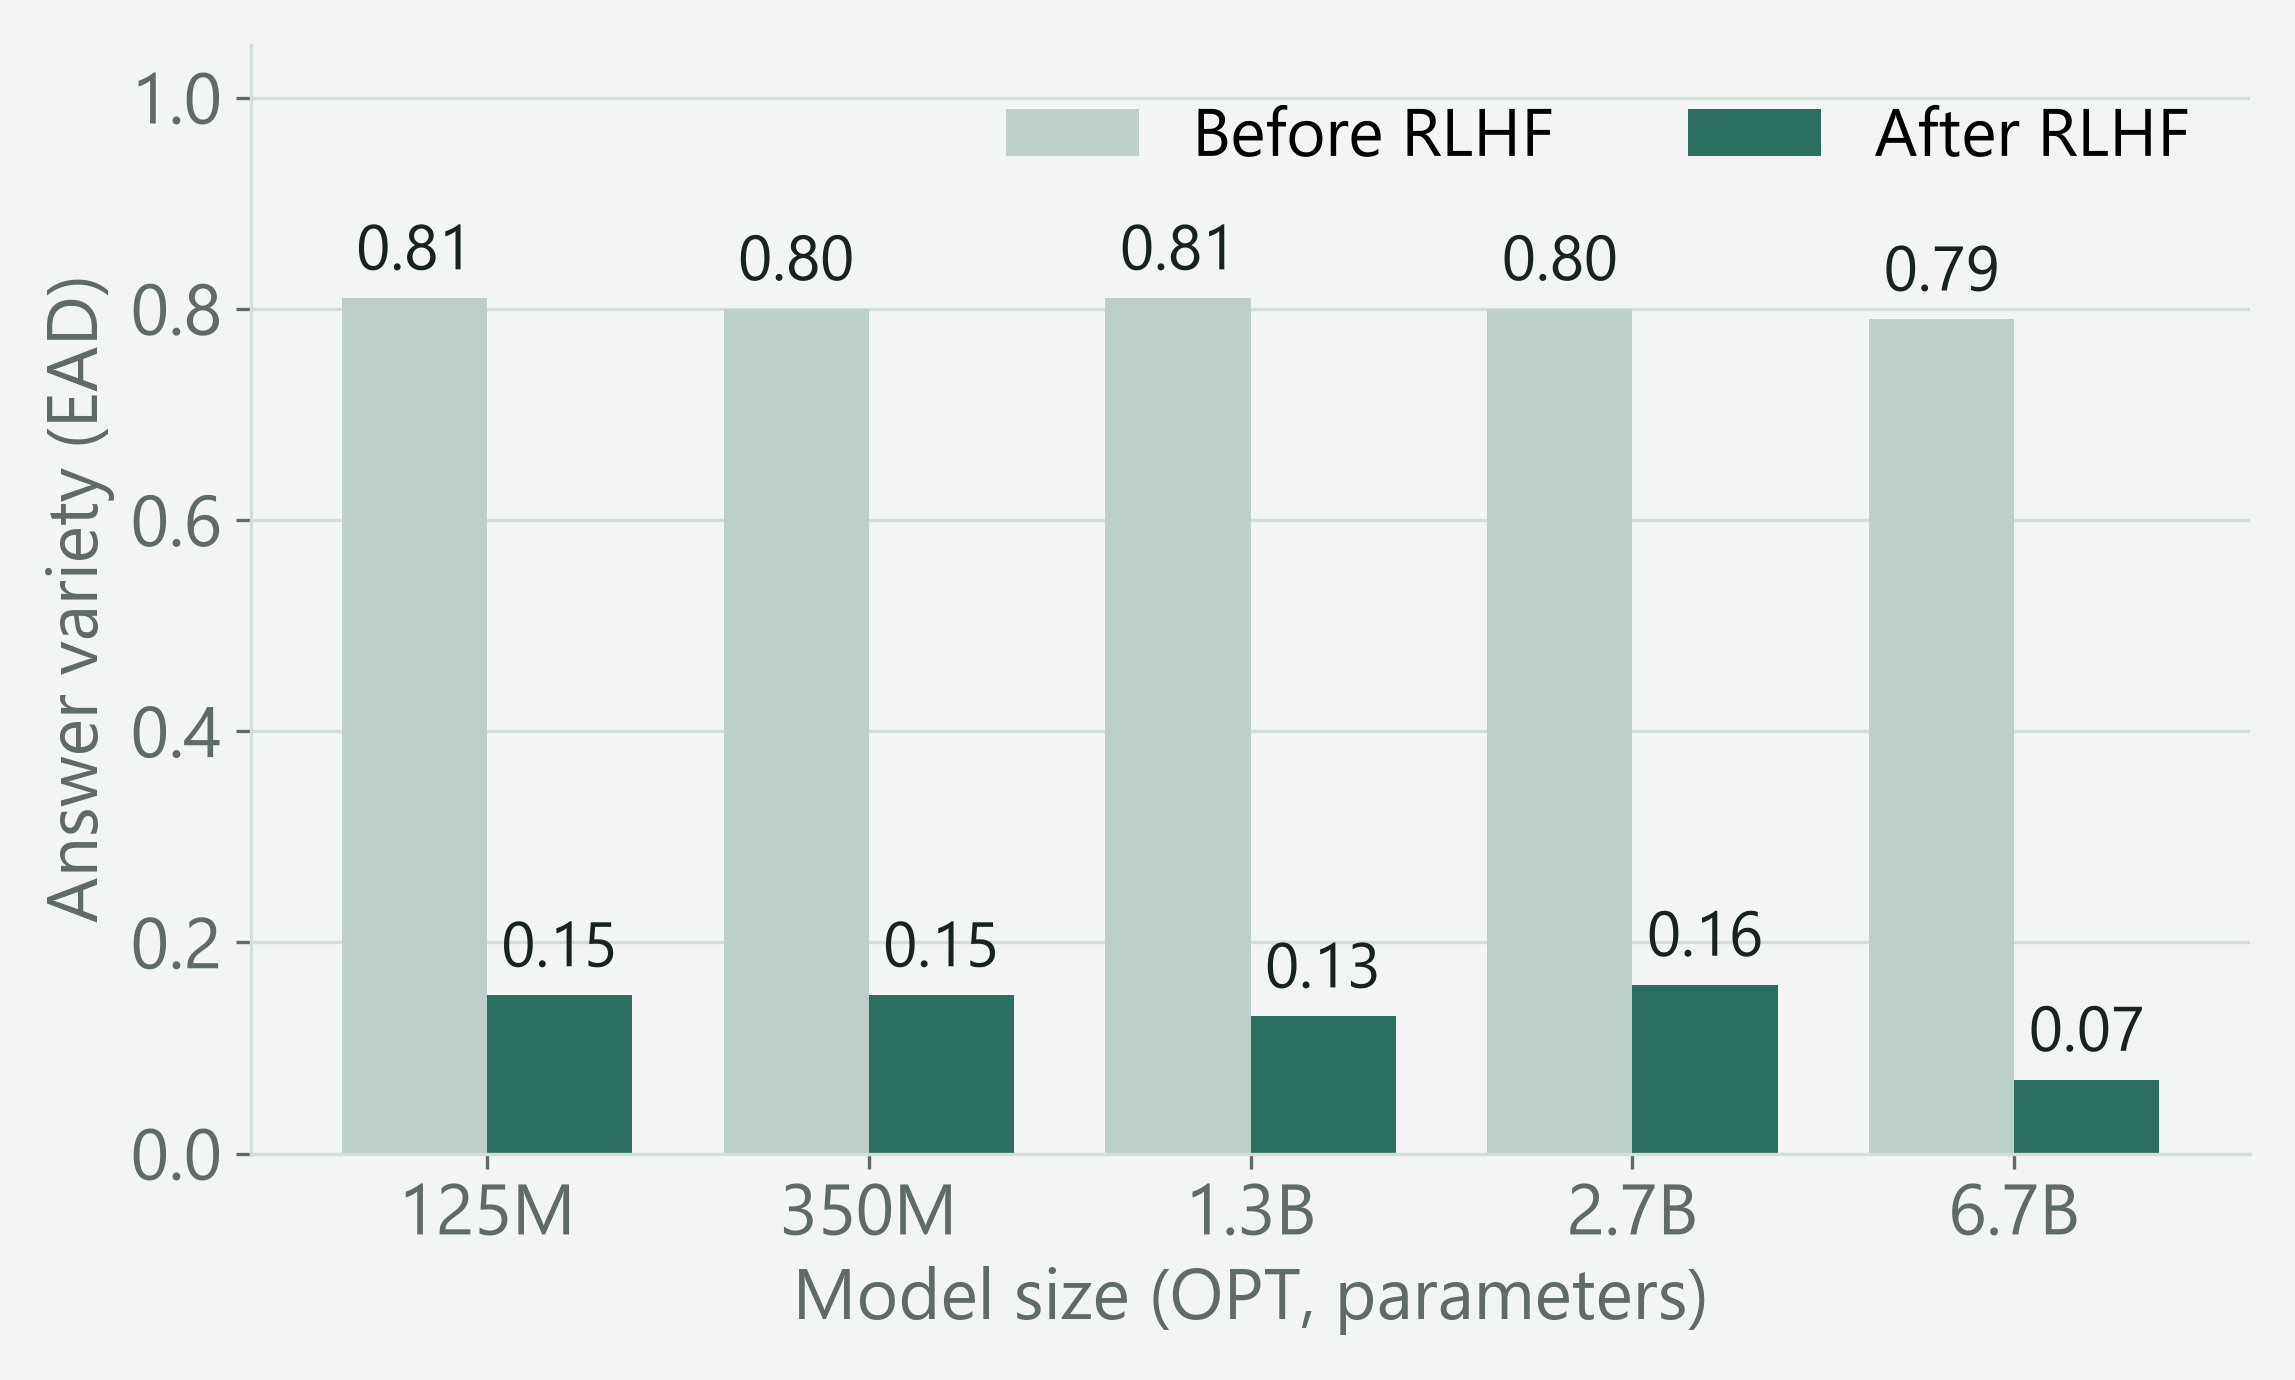 1.0
Before RLHF After RLHF
0.81 0.80 0.81 0.80 0.79
0.8
Answer variety (EAD)
0.6
0.4
0.2
0.15 0.15 0.13 0.16 0.07
0.0
125M 350M 1.3B 2.7B 6.7B
Model size (OPT, parameters)